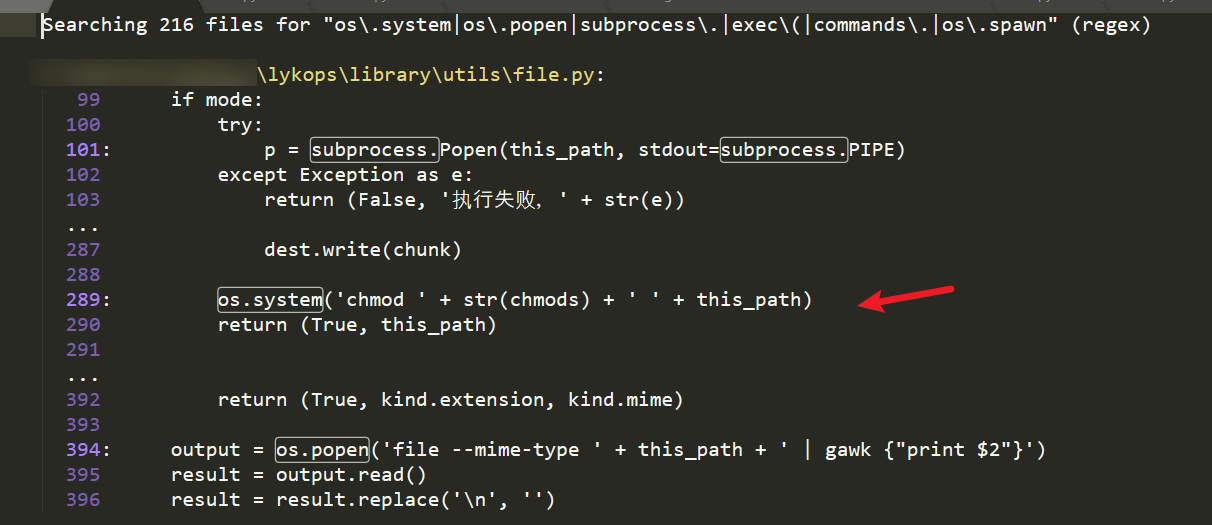 Searching 216 files for "os\.system|os\.popen|subprocess\.|exec\(|commands\.|os\.spawn" (regex)
\lykops\library\utils\file.py:
99 if mode:
100 try:
101: p = subprocess.Popen(this_path, stdout=subprocess.PIPE)
102 except Exception as e:
103 return (False, '执行失败, ' + str(e))
...
287 dest.write(chunk)
288
289: os.system('chmod ' + str(chmods) + ' ' + this_path)
290 return (True, this_path)
291
...
392 return (True, kind.extension, kind.mime)
393
394: output = os.popen('file --mime-type ' + this_path + ' | gawk {"print $2"}')
395 result = output.read()
396 result = result.replace('\n', '')